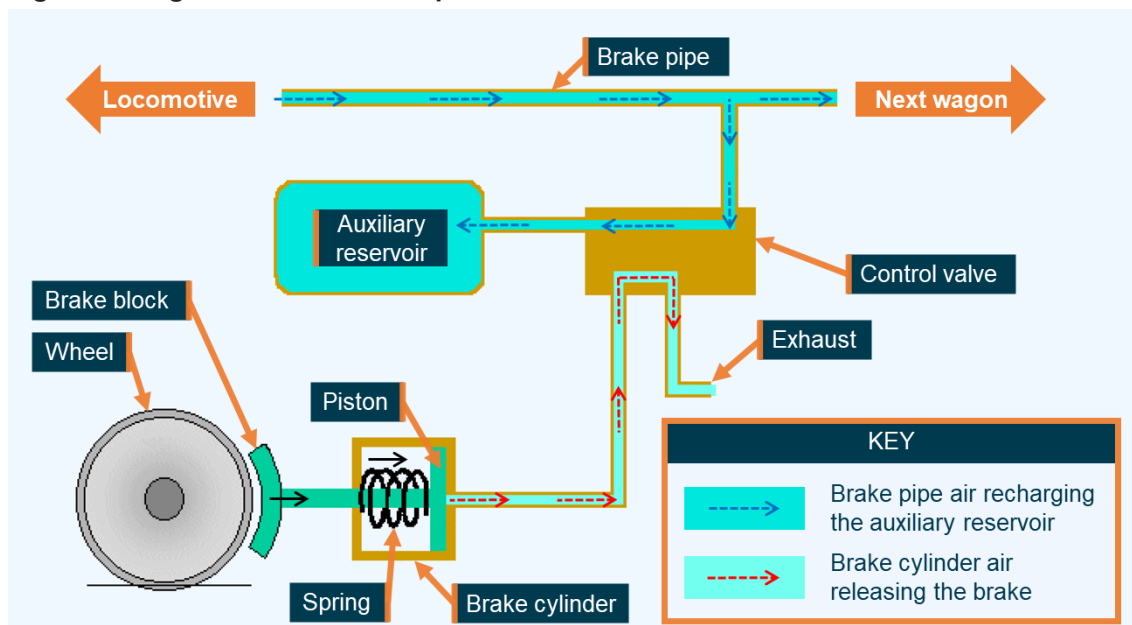 Brake pipe
Locomotive
Next wagon
Auxiliary
reservoir
Control valve
Brake block
Wheel
Exhaust
Piston
Spring
Brake cylinder
KEY
Brake pipe air recharging
the auxiliary reservoir
Brake cylinder air
releasing the brake